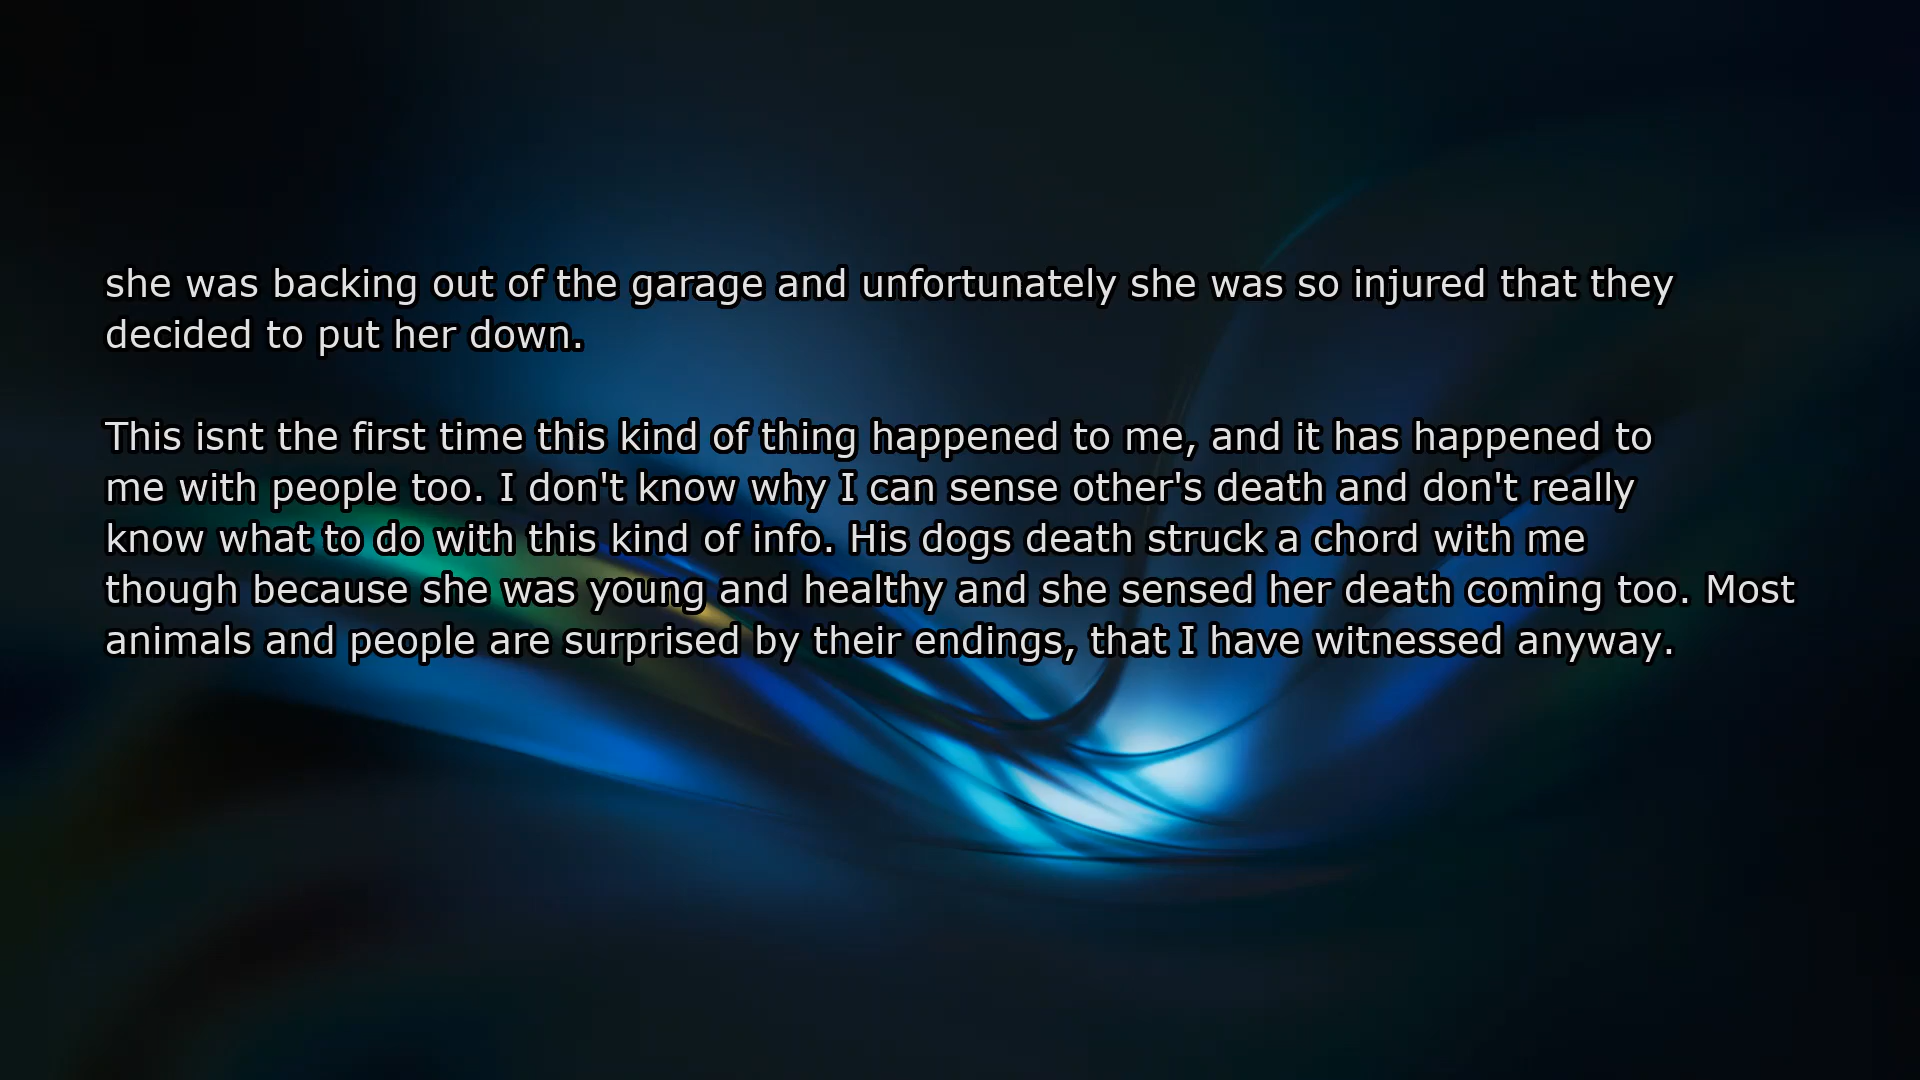 she was backing out of the garage and unfortunately she was so injured that they
decided to put her down.
This isnt the first time this kind of thing happened to me, and it has happened to
me with people too. I don't know why I can sense other's death and don't really
know what to do with this kind of info. His dogs death struck a chord with me
though because she was young and healthy and she sensed her death coming too. Most
animals and people are surprised by their endings, that I have witnessed anyway.